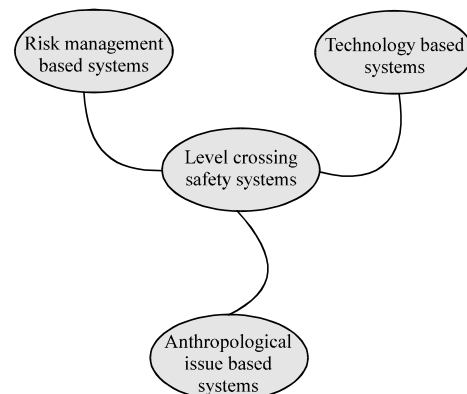 Risk management
based systems
Technology based
systems
Level crossing
safety systems
Anthropological
issue based
systems